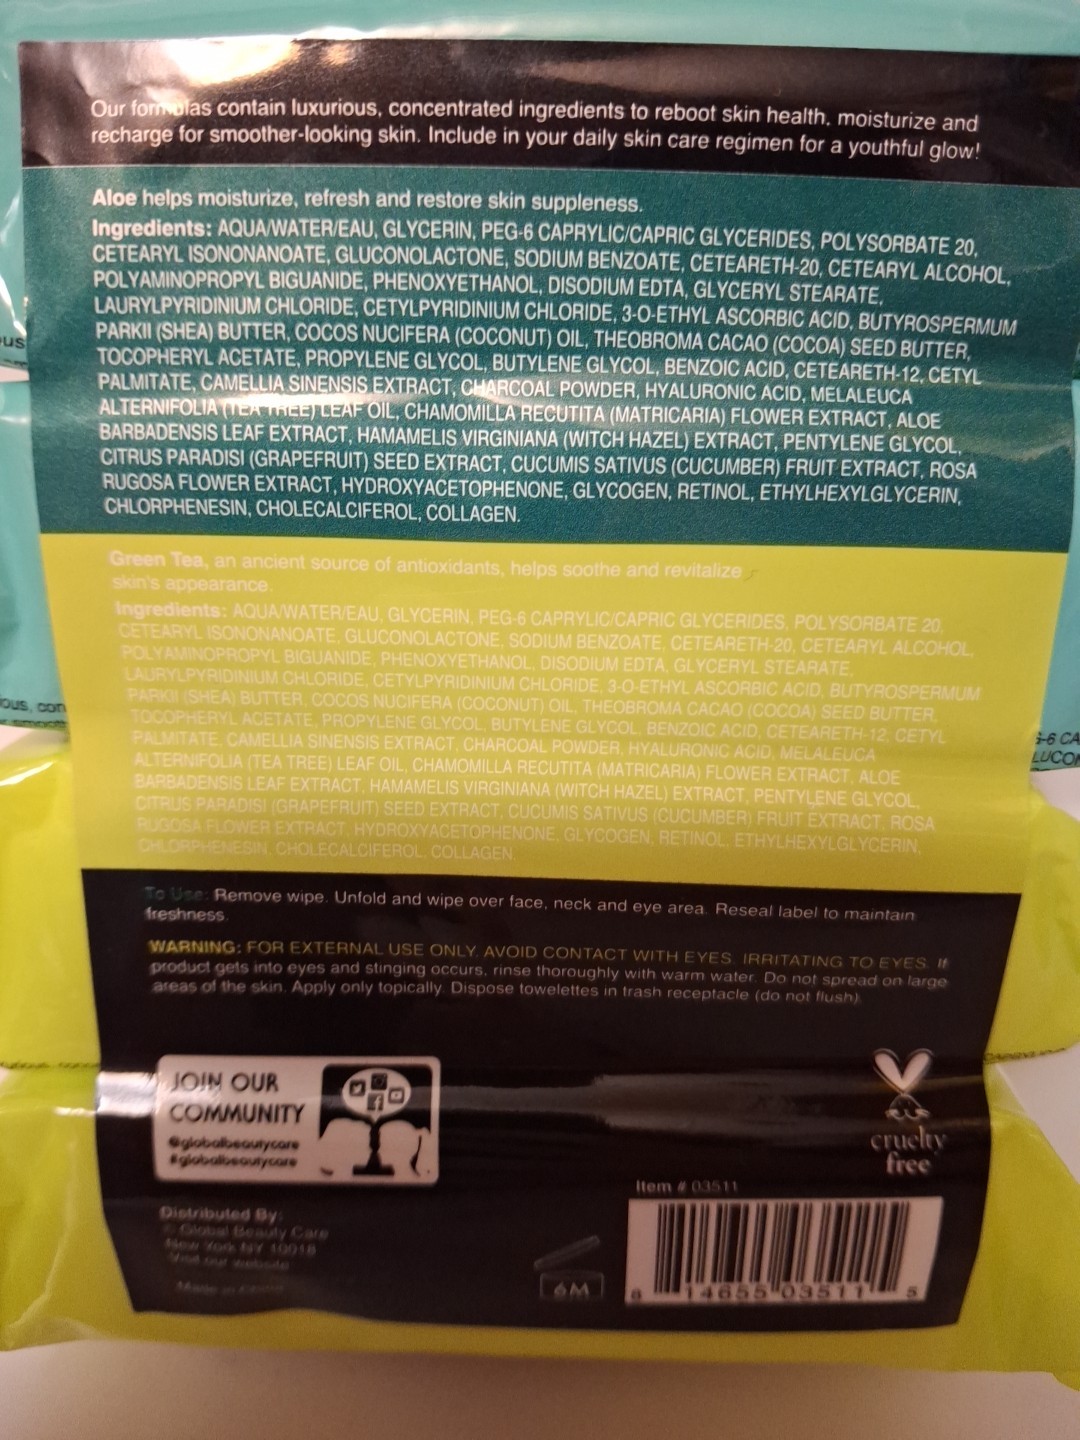 Our formulas contain luxurious, concentrated ingredients to reboot skin health, moisturize and
recharge for smoother-looking skin. Include in your daily skin care regimen for a youthful glow!
Aloe helps moisturize, refresh and restore skin suppleness.
Ingredients: AQUA/WATER/EAU, GLYCERIN, PEG-6 CAPRYLIC/CAPRIC GLYCERIDES, POLYSORBATE 20,
CETEARYL ISONONANOATE, GLUCONOLACTONE, SODIUM BENZOATE, CETEARETH-20, CETEARYL ALCOHOL,
POLYAMINOPROPYL BIGUANIDE, PHENOXYETHANOL, DISODIUM EDTA, GLYCERYL STEARATE,
LAURYLPYRIDINIUM CHLORIDE, CETYLPYRIDINIUM CHLORIDE, 3-O-ETHYL ASCORBIC ACID, BUTYROSPERMUM
PARKII (SHEA) BUTTER, COCOS NUCIFERA (COCONUT) OIL, THEOBROMA CACAO (COCOA) SEED BUTTER,
TOCOPHERYL ACETATE, PROPYLENE GLYCOL, BUTYLENE GLYCOL, BENZOIC ACID, CETEARETH-12, CETYL
PALMITATE, CAMELLIA SINENSIS EXTRACT, CHARCOAL POWDER, HYALURONIC ACID, MELALEUCA
ALTERNIFOLIA (TEA TREE) LEAF OIL, CHAMOMILLA RECUTITA (MATRICARIA) FLOWER EXTRACT, ALOE
BARBADENSIS LEAF EXTRACT, HAMAMELIS VIRGINIANA (WITCH HAZEL) EXTRACT, PENTYLENE GLYCOL,
CITRUS PARADISI (GRAPEFRUIT) SEED EXTRACT, CUCUMIS SATIVUS (CUCUMBER) FRUIT EXTRACT, ROSA
RUGOSA FLOWER EXTRACT, HYDROXYACETOPHENONE, GLYCOGEN, RETINOL, ETHYLHEXYLGLYCERIN,
CHLORPHENESIN, CHOLECALCIFEROL, COLLAGEN.
Green Tea, an ancient source of antioxidants, helps soothe and revitalize
skin's appearance.
Ingredients: AQUA/WATER/EAU, GLYCERIN, PEG-6 CAPRYLIC/CAPRIC GLYCERIDES, POLYSORBATE 20,
CETEARYL ISONONANOATE, GLUCONOLACTONE, SODIUM BENZOATE, CETEARETH-20, CETEARYL ALCOHOL,
POLYAMINOPROPYL BIGUANIDE, PHENOXYETHANOL, DISODIUM EDTA, GLYCERYL STEARATE,
LAURYLPYRIDINIUM CHLORIDE, CETYLPYRIDINIUM CHLORIDE, 3-O-ETHYL ASCORBIC ACID, BUTYROSPERMUM
PARKII (SHEA) BUTTER, COCOS NUCIFERA (COCONUT) OIL, THEOBROMA CACAO (COCOA) SEED BUTTER,
TOCOPHERYL ACETATE, PROPYLENE GLYCOL, BUTYLENE GLYCOL, BENZOIC ACID, CETEARETH-12, CETYL
PALMITATE, CAMELLIA SINENSIS EXTRACT, CHARCOAL POWDER, HYALURONIC ACID, MELALEUCA
ALTERNIFOLIA (TEA TREE) LEAF OIL, CHAMOMILLA RECUTITA (MATRICARIA) FLOWER EXTRACT, ALOE
BARBADENSIS LEAF EXTRACT, HAMAMELIS VIRGINIANA (WITCH HAZEL) EXTRACT, PENTYLENE GLYCOL,
CITRUS PARADISI (GRAPEFRUIT) SEED EXTRACT, CUCUMIS SATIVUS (CUCUMBER) FRUIT EXTRACT, ROSA
RUGOSA FLOWER EXTRACT, HYDROXYACETOPHENONE, GLYCOGEN, RETINOL, ETHYLHEXYLGLYCERIN,
CHLORPHENESIN, CHOLECALCIFEROL, COLLAGEN.
To Use: Remove wipe. Unfold and wipe over face, neck and eye area. Reseal label to maintain
freshness.
WARNING: FOR EXTERNAL USE ONLY. AVOID CONTACT WITH EYES. IRRITATING TO EYES. If
product gets into eyes and stinging occurs, rinse thoroughly with warm water. Do not spread on large
areas of the skin. Apply only topically. Dispose towelettes in trash receptacle (do not flush).
JOIN OUR
COMMUNITY
@globalbeautycare
#globalbeautycare
cruelty
free
Item # 03511
Distributed By:
© Global Beauty Care
New York NY 10018
Visit our website
Made in
6M
8 14655 03511 5